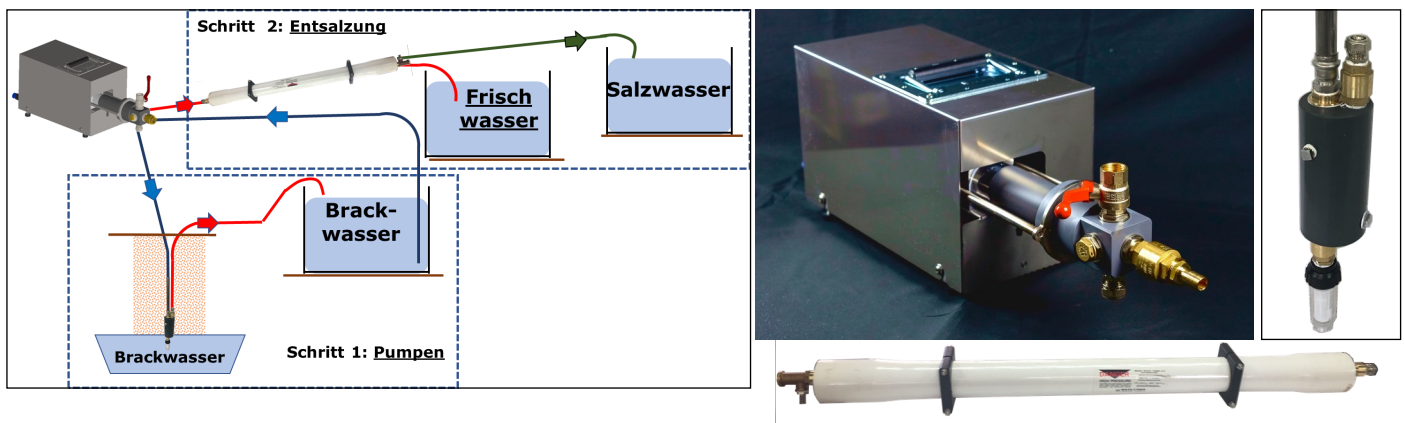 Schritt 2: Entsalzung
Frisch
wasser
Salzwasser
Brack-
wasser
Brackwasser
Schritt 1: Pumpen